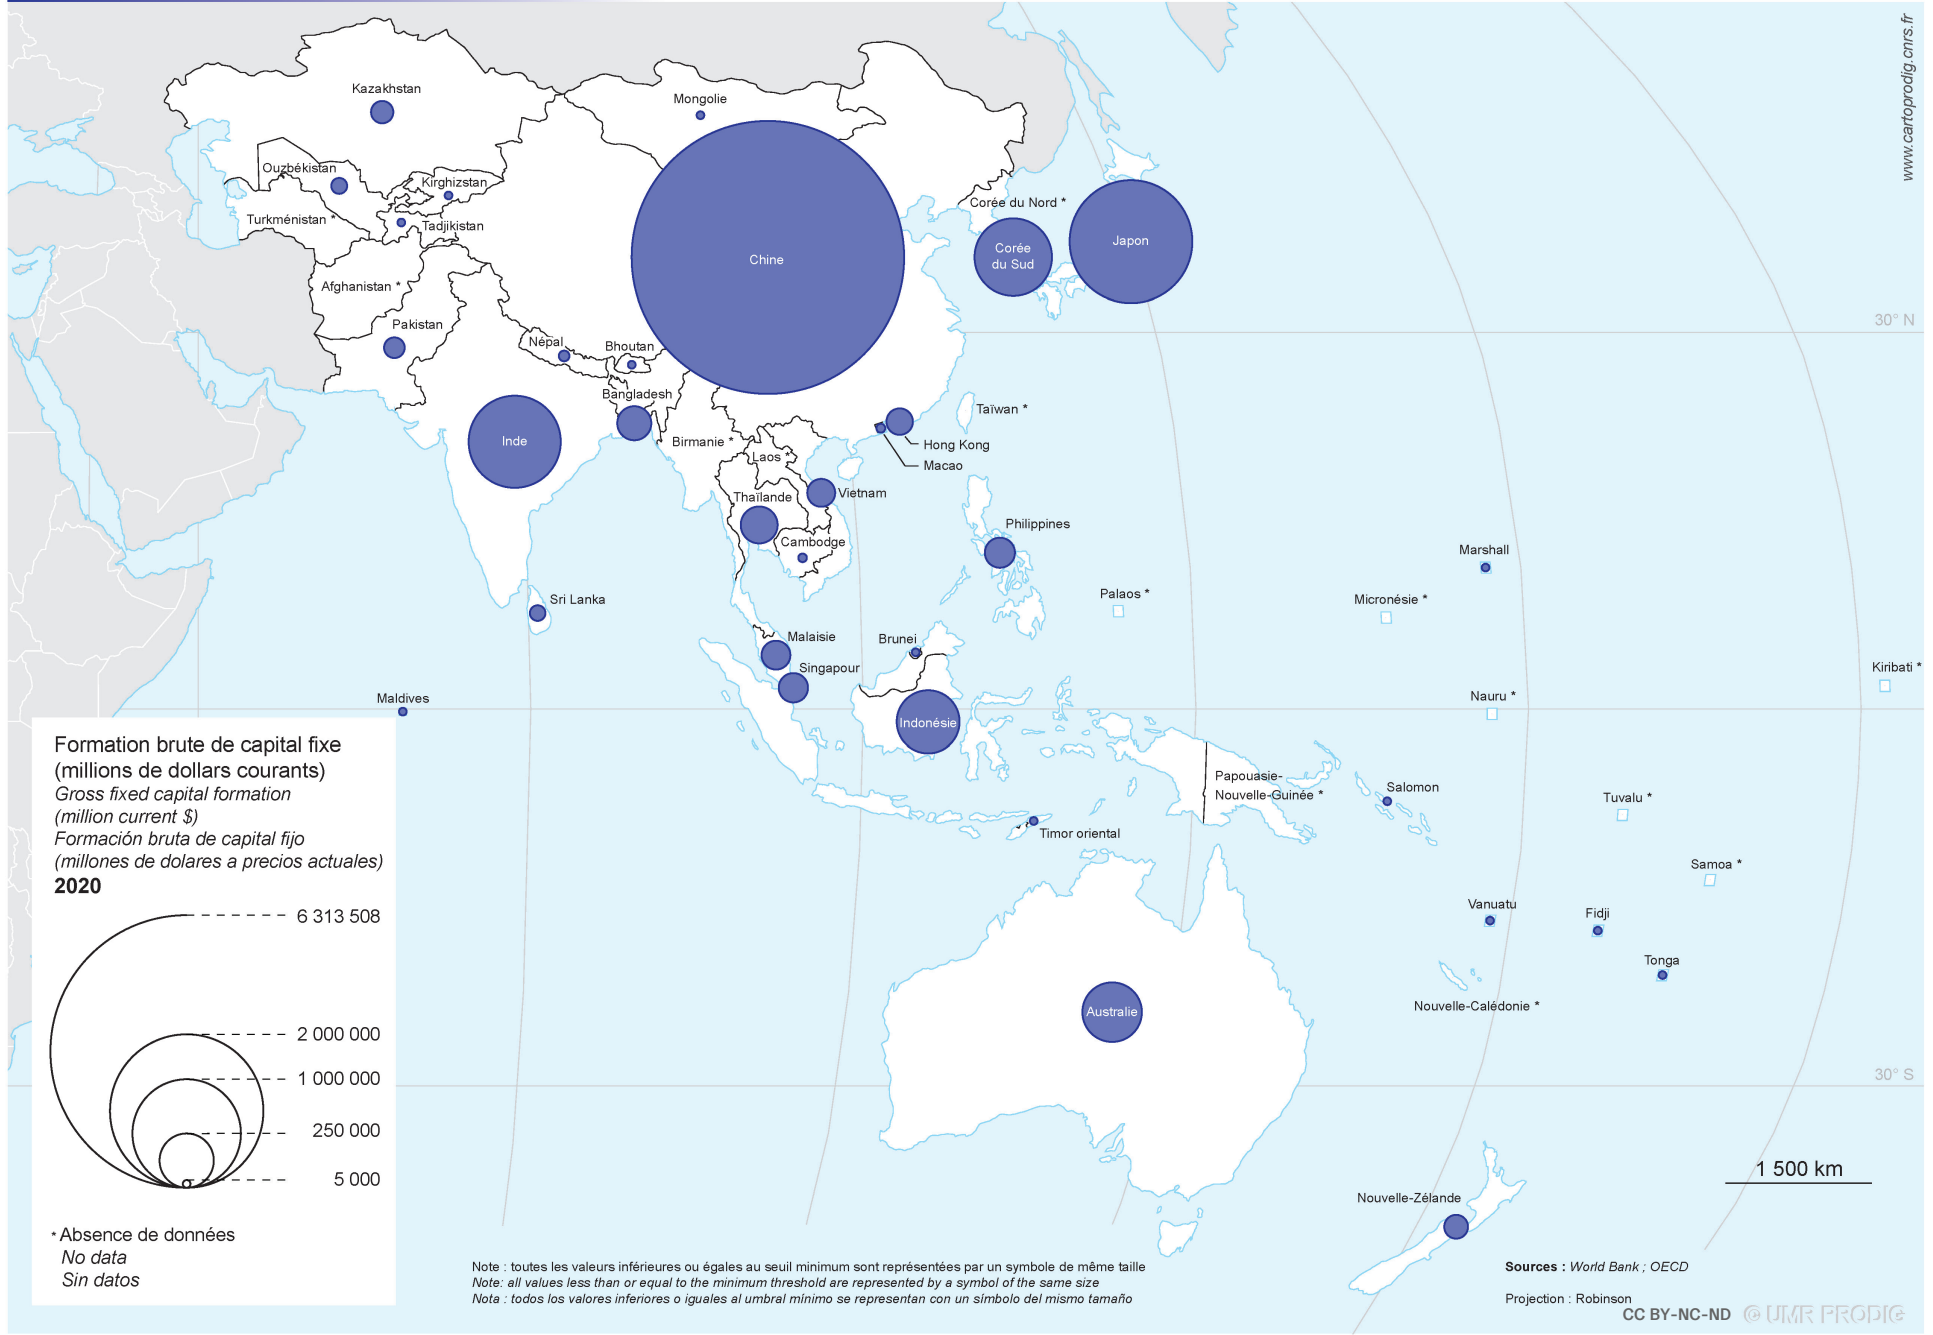 www.cartoprodig.cnrs.fr
Kazakhstan
Mongolie
Ouzbékistan
Kirghizstan
Turkménistan *
Tadjikistan
Corée du Nord *
Corée
du Sud
Japon
Chine
Afghanistan *
30° N
Pakistan
Népal
Bhoutan
Bangladesh
Taïwan *
Inde
Birmanie *
Hong Kong
Laos *
Macao
Thaïlande
Vietnam
Philippines
Cambodge
Marshall
Palaos *
Micronésie *
Sri Lanka
Malaisie
Brunei
Singapour
Kiribati *
Maldives
Nauru *
Indonésie
Papouasie-
Nouvelle-Guinée *
Salomon
Tuvalu *
Timor oriental
Samoa *
Vanuatu
Fidji
Tonga
Nouvelle-Calédonie *
Australie
30° S
Nouvelle-Zélande
1 500 km
Formation brute de capital fixe
(millions de dollars courants)
Gross fixed capital formation
(million current $)
Formación bruta de capital fijo
(millones de dolares a precios actuales)
2020
6 313 508
2 000 000
1 000 000
250 000
5 000
* Absence de données
No data
Sin datos
Note : toutes les valeurs inférieures ou égales au seuil minimum sont représentées par un symbole de même taille
Note: all values less than or equal to the minimum threshold are represented by a symbol of the same size
Nota : todos los valores inferiores o iguales al umbral mínimo se representan con un símbolo del mismo tamaño
Sources : World Bank ; OECD
Projection : Robinson
CC BY-NC-ND © UMR PRODIG